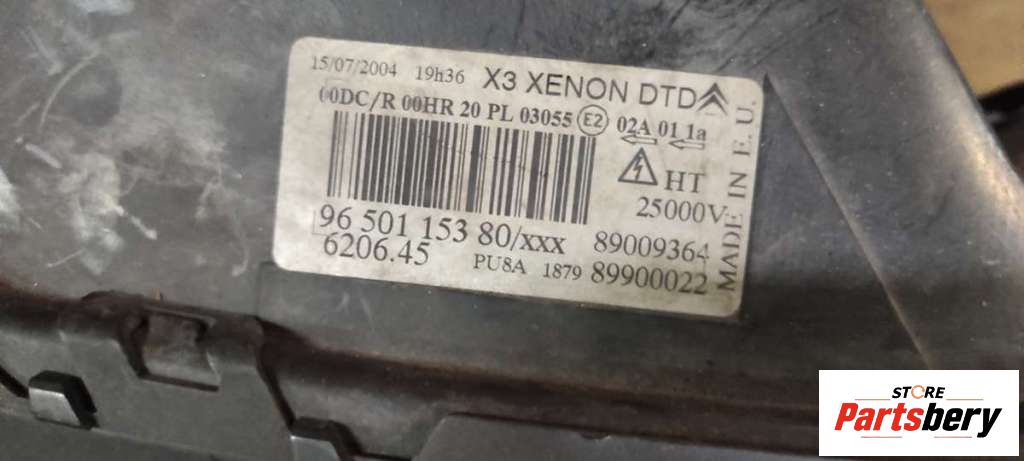 15/07/2004 19h36 X3 XENON DTD
00DC/R 00HR 20 PL 03055 E2 02A 01 1a
HT
25000V
96 501 153 80/xxx 89009364
6206.45 PU8A 1879 89900022
MADE IN E.U.
STORE
Partsbery